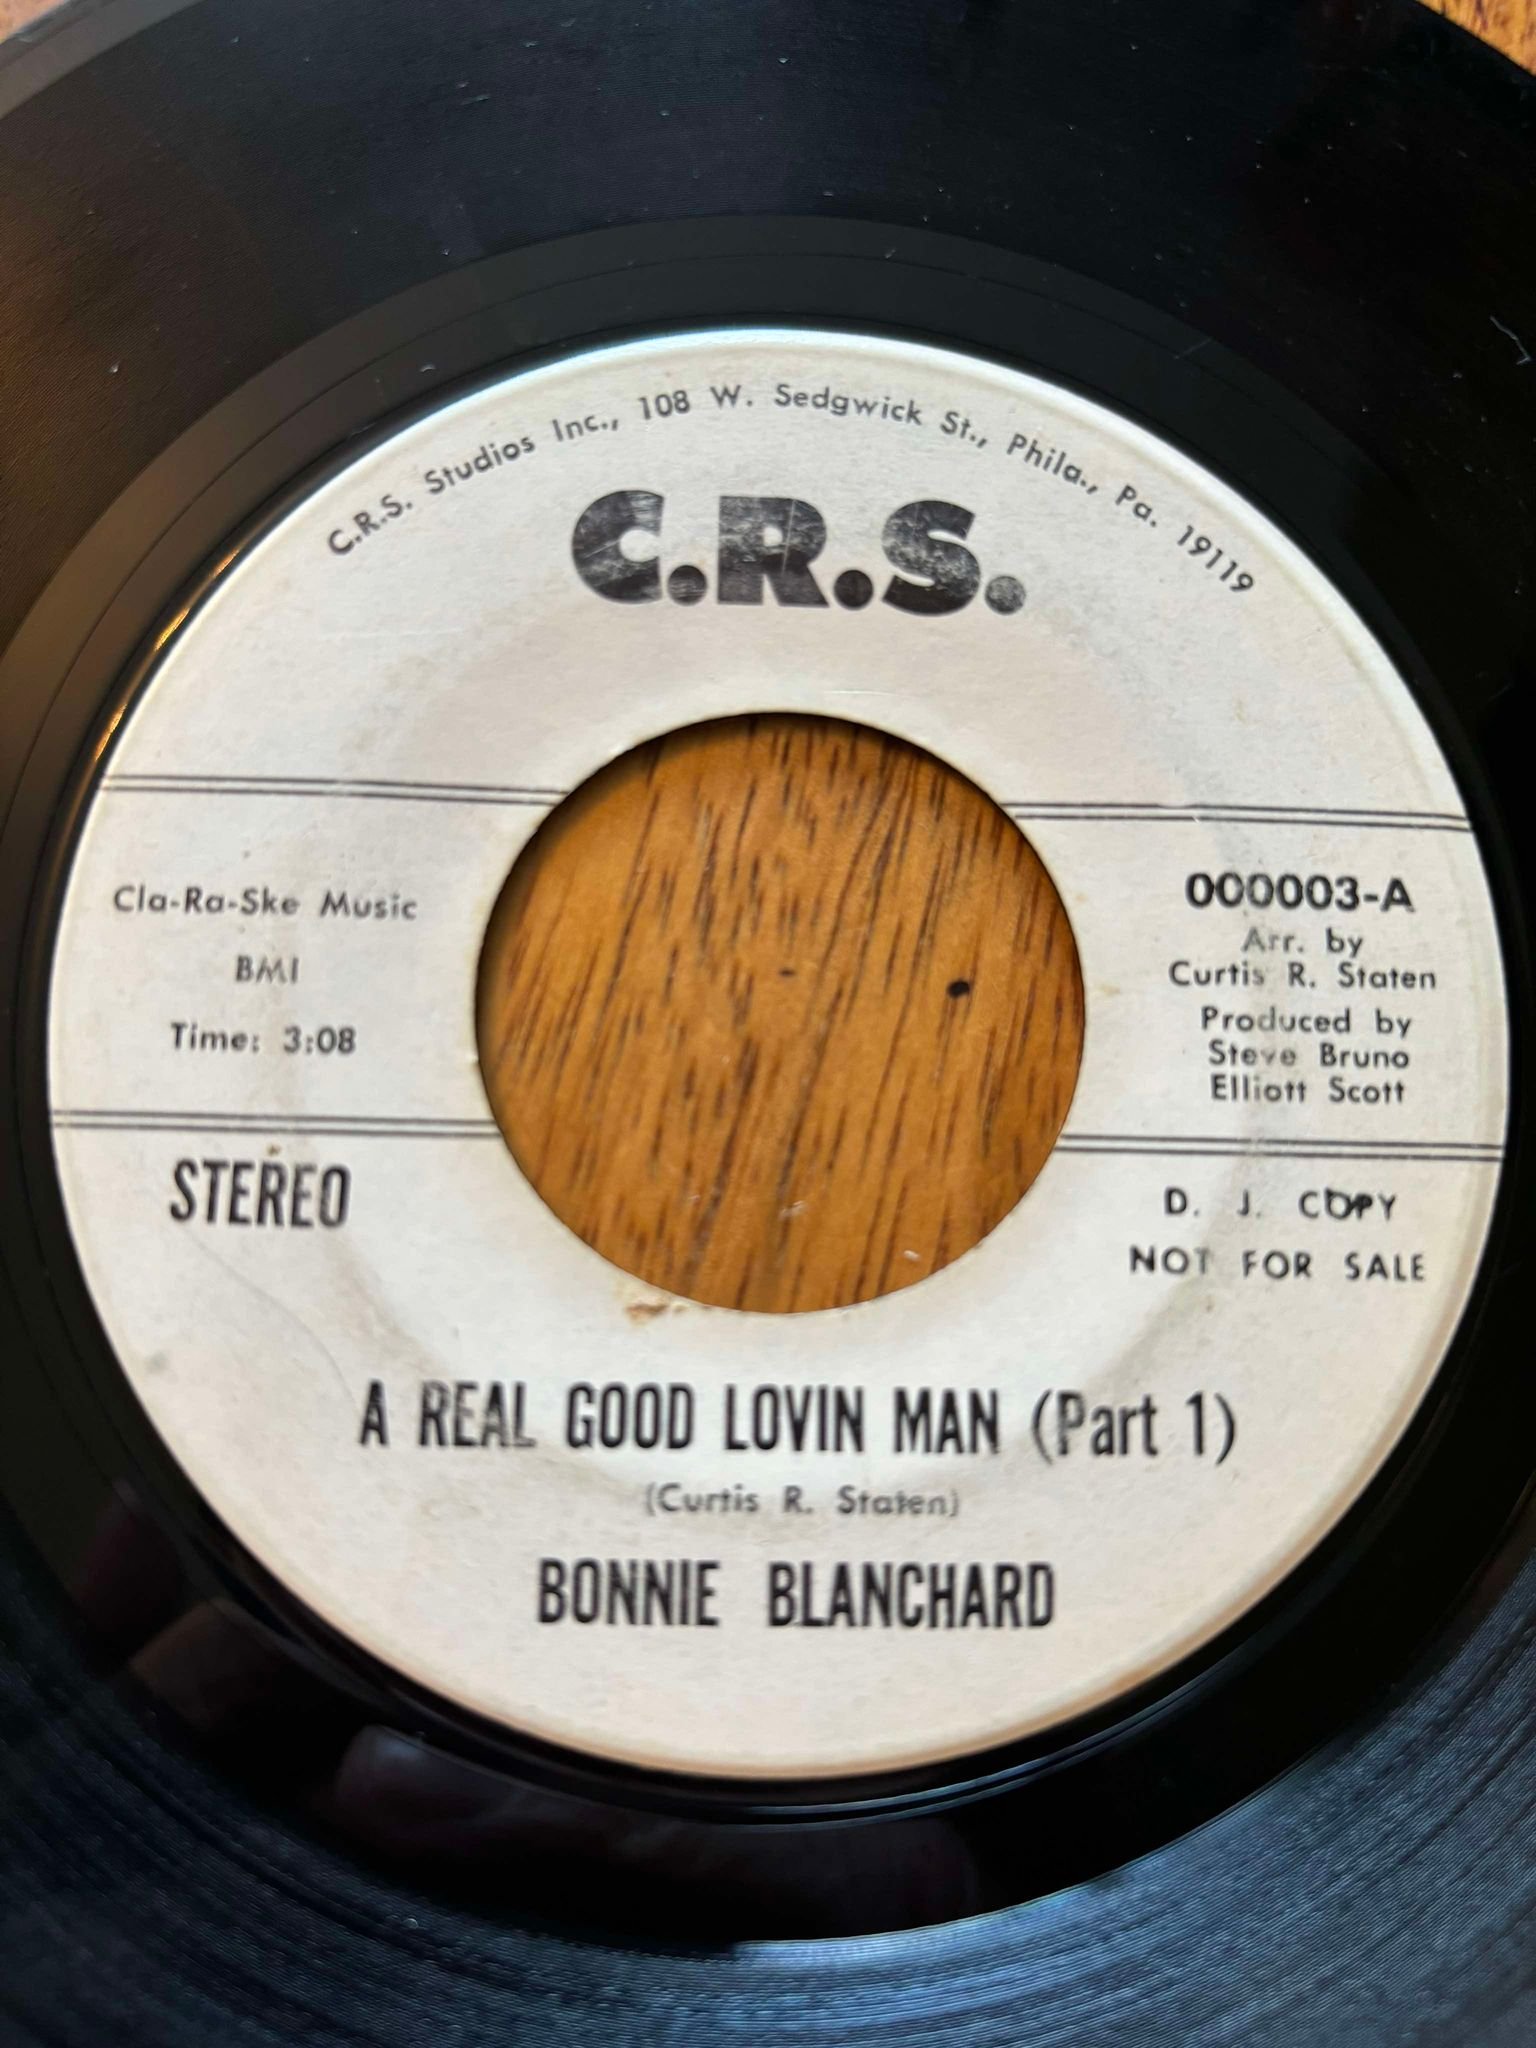 C.R.S. Studios Inc., 108 W. Sedgwick St., Phila., Pa. 19119
C.R.S.
Cla-Ra-Ske Music
BMI
Time: 3:08
000003-A
Arr. by
Curtis R. Staten
Produced by
Steve Bruno
Elliott Scott
STEREO
D. J. COPY
NOT FOR SALE
A REAL GOOD LOVIN MAN (Part 1)
(Curtis R. Staten)
BONNIE BLANCHARD